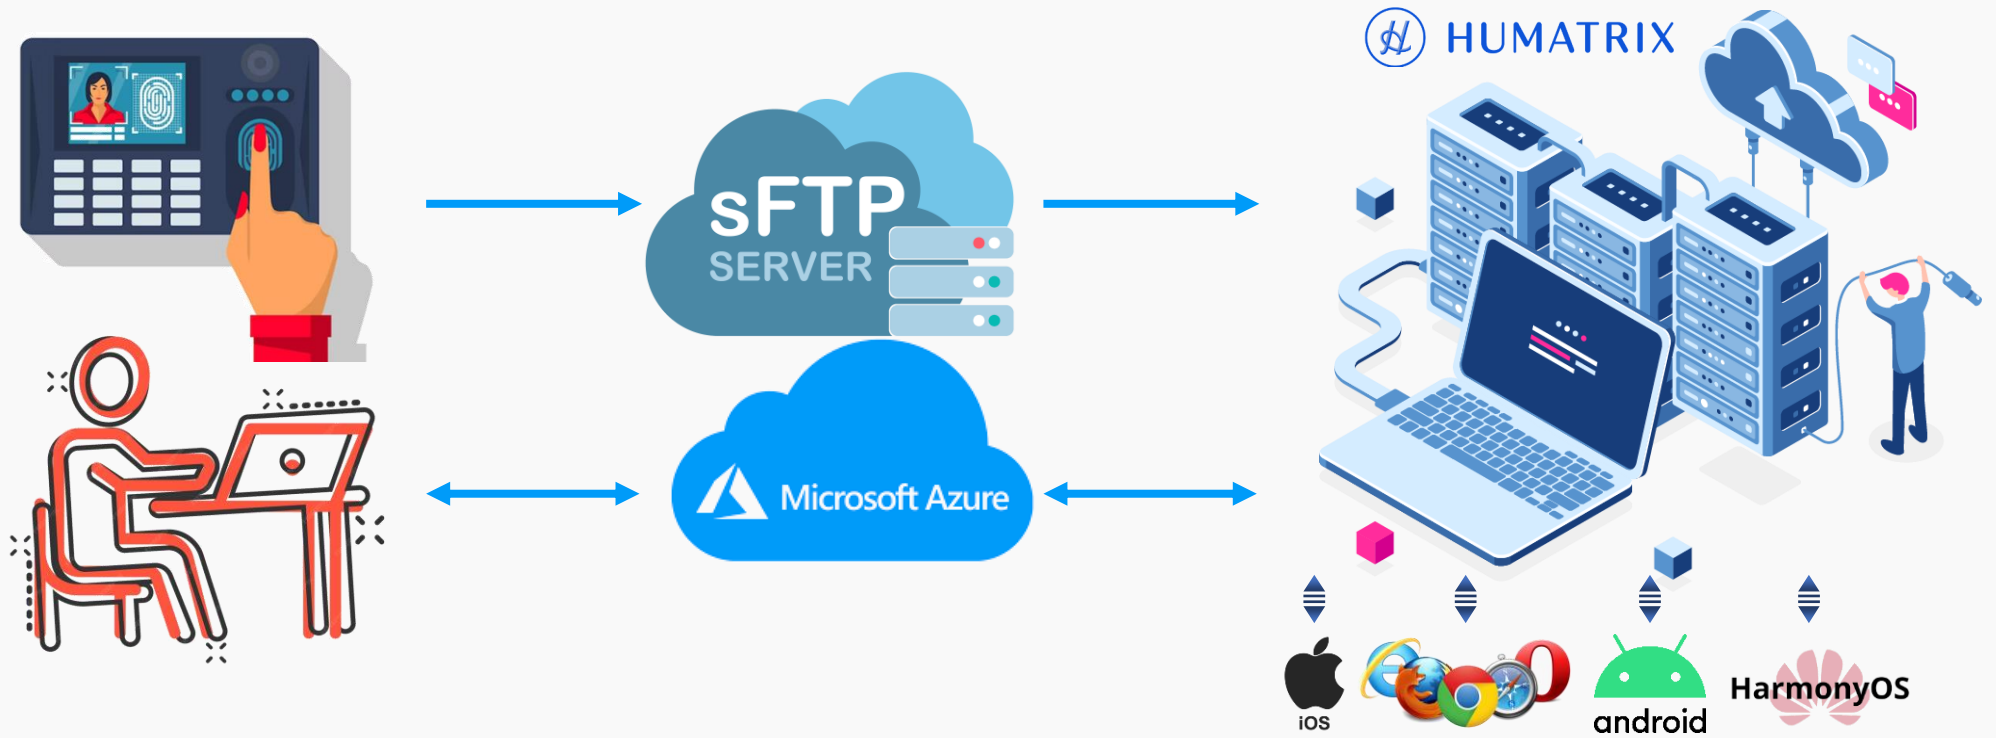 HUMATRIX
sFTP
SERVER
Microsoft Azure
iOS
android
HarmonyOS